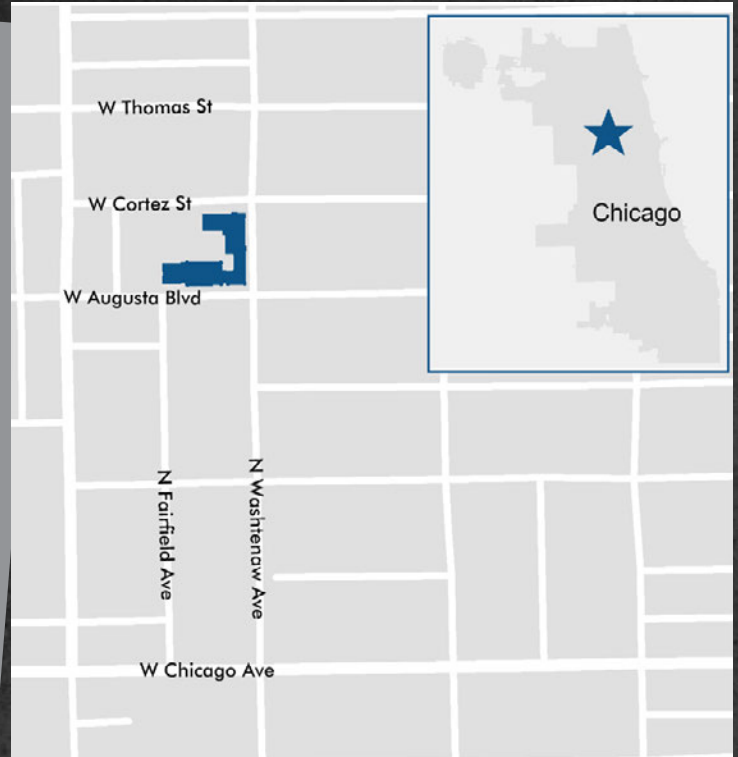 W Thomas St
W Cortez St
Chicago
W Augusta Blvd
N Fairfield Ave
N Washtenaw Ave
W Chicago Ave